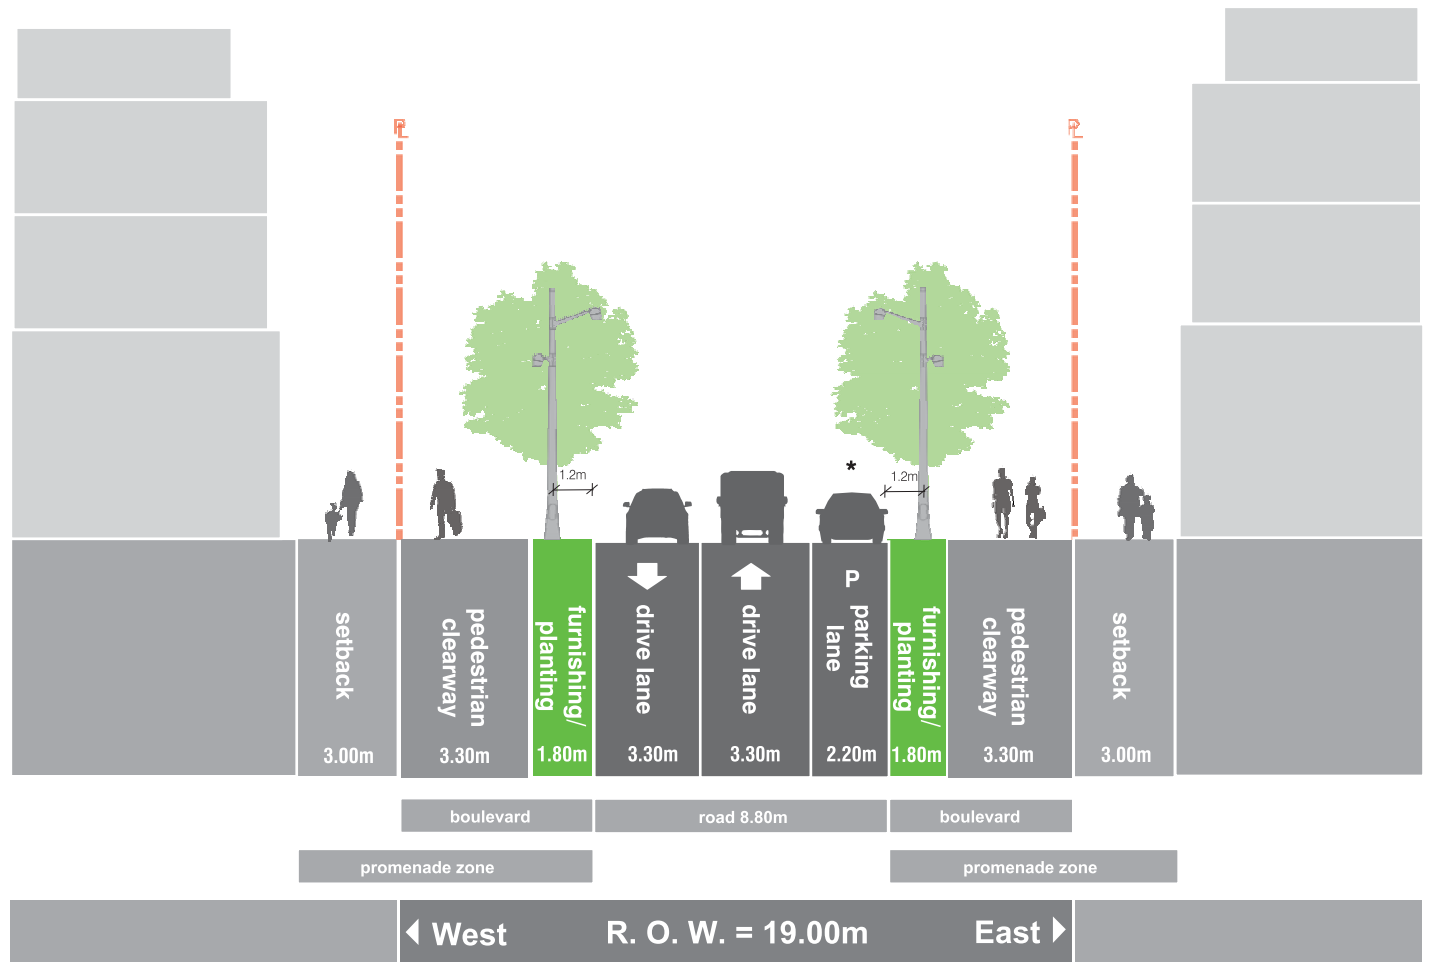 PL
PL
1.2m
*
1.2m
P
setback
pedestrian
clearway
furnishing/
planting
drive lane
drive lane
parking
lane
furnishing/
planting
pedestrian
clearway
setback
3.00m
3.30m
1.80m
3.30m
3.30m
2.20m
1.80m
3.30m
3.00m
boulevard
road 8.80m
boulevard
promenade zone
promenade zone
West
R. O. W. = 19.00m
East